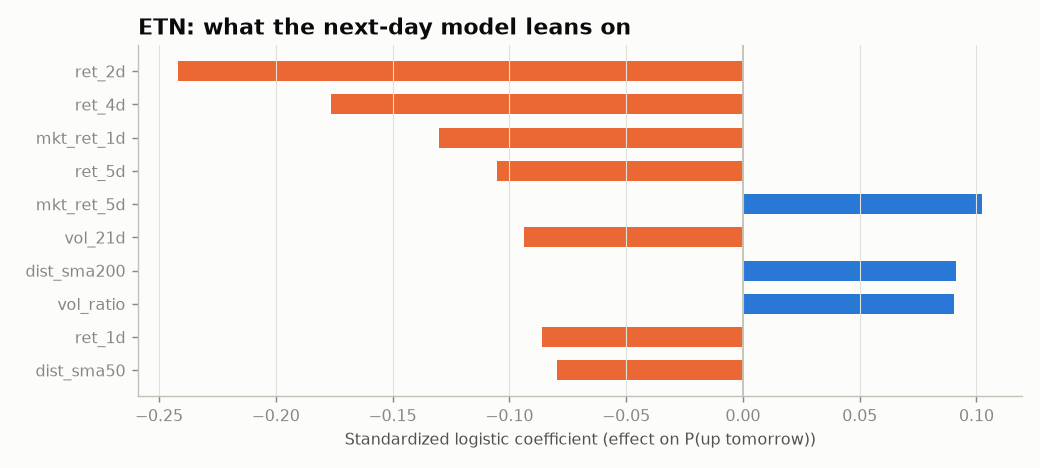 ETN: what the next-day model leans on
ret_2d
ret_4d
mkt_ret_1d
ret_5d
mkt_ret_5d
vol_21d
dist_sma200
vol_ratio
ret_1d
dist_sma50
−0.25 −0.20 −0.15 −0.10 −0.05 0.00 0.05 0.10
Standardized logistic coefficient (effect on P(up tomorrow))